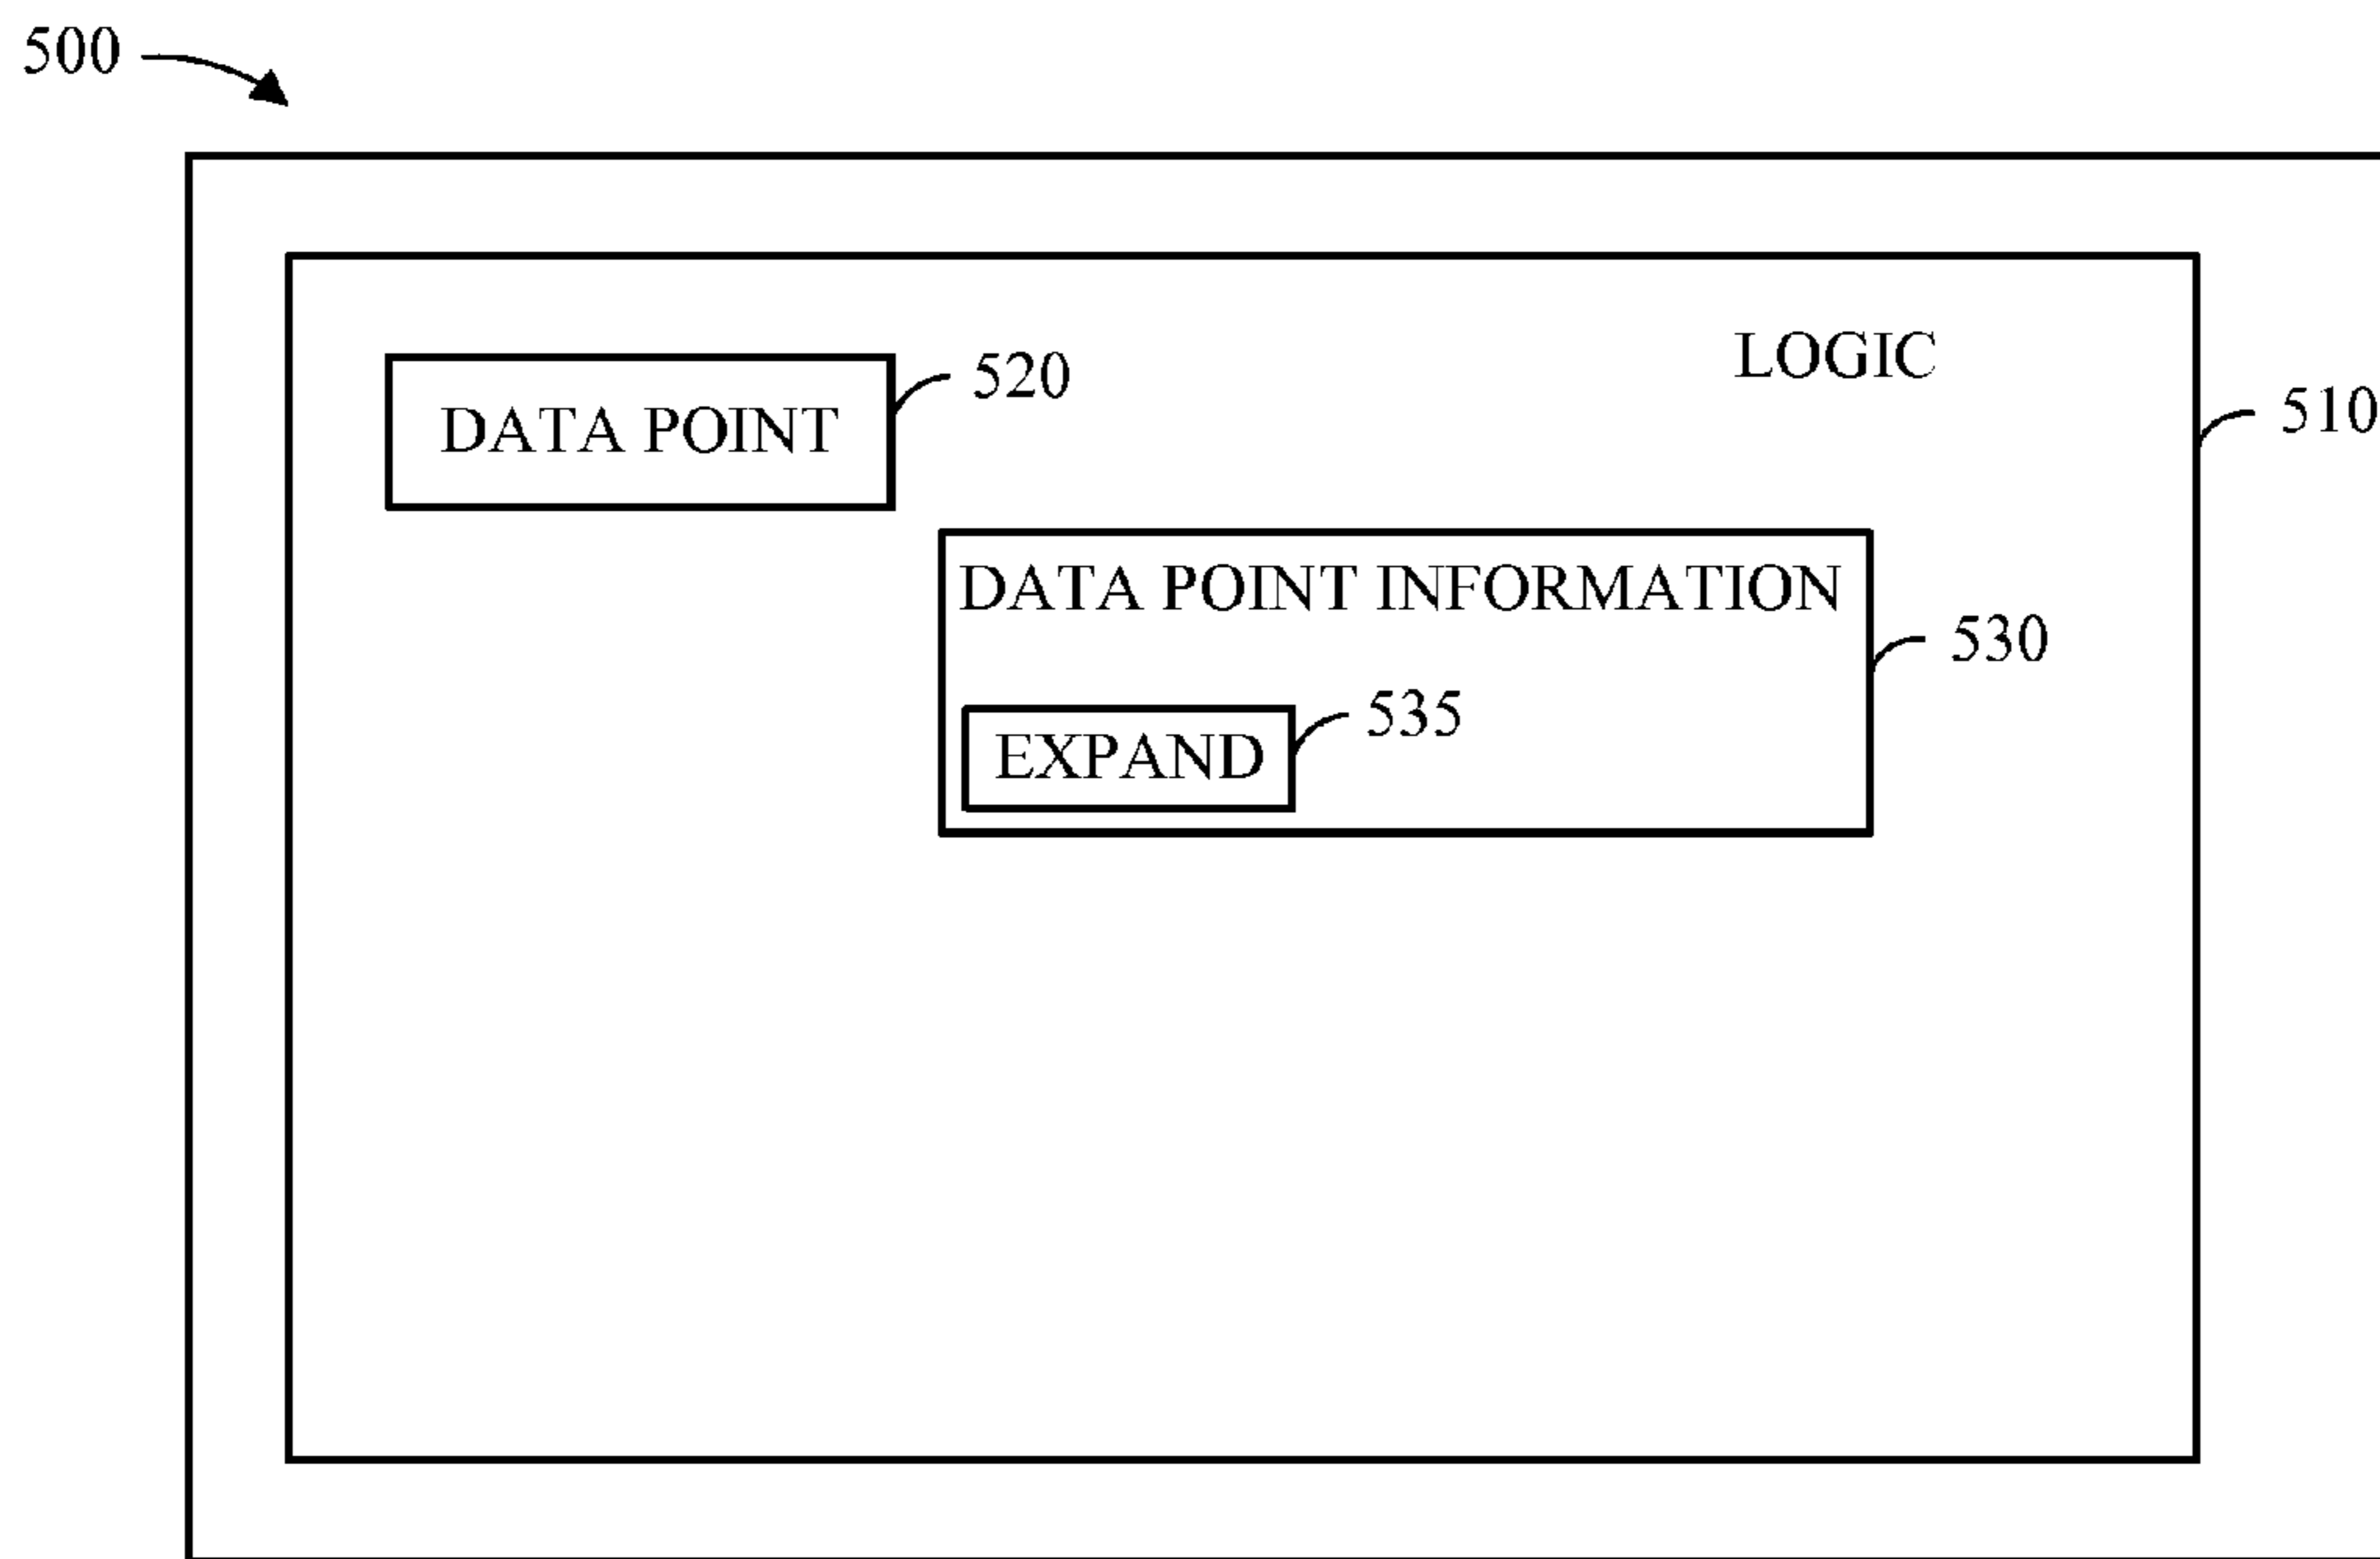 500
LOGIC
520
DATA POINT
510
DATA POINT INFORMATION
530
535
EXPAND